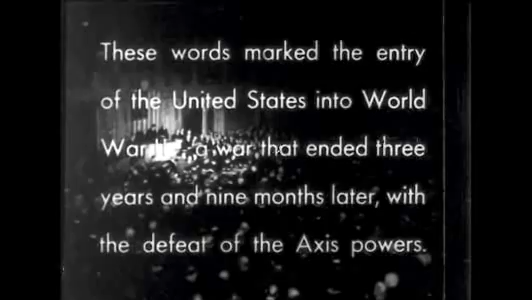 These words marked the entry
of the United States into World
War II - a war that ended three
years and nine months later, with
the defeat of the Axis powers.